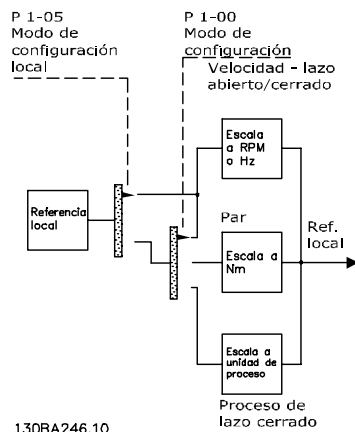 P 1-05
Modo de
configuración
local
P 1-00
Modo de
configuración
Velocidad - lazo
abierto/cerrado
Escala
a RPM
o Hz
Referencia
local
Par
Escala a
Nm
Ref.
local
Escala a
unidad de
proceso
Proceso de
lazo cerrado
130BA246.10